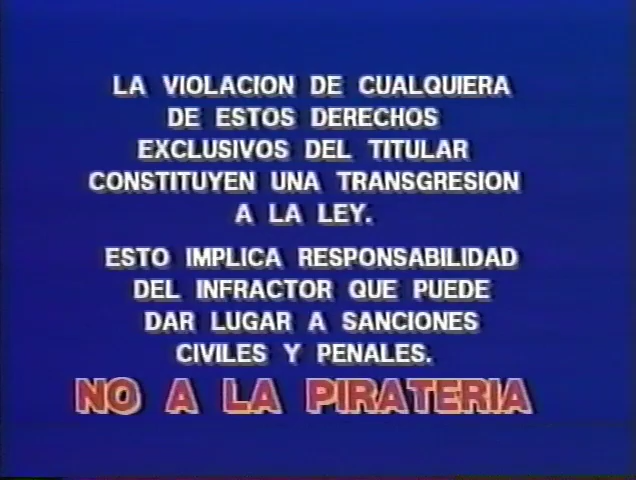 LA VIOLACION DE CUALQUIERA
DE ESTOS DERECHOS
EXCLUSIVOS DEL TITULAR
CONSTITUYEN UNA TRANSGRESION
A LA LEY.
ESTO IMPLICA RESPONSABILIDAD
DEL INFRACTOR QUE PUEDE
DAR LUGAR A SANCIONES
CIVILES Y PENALES.
NO A LA PIRATERIA